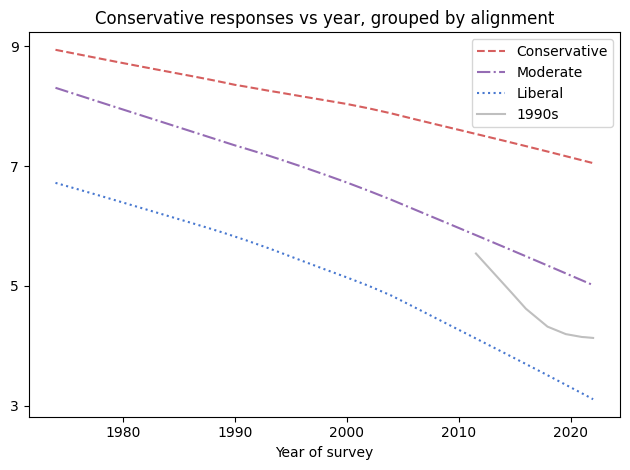 Conservative responses vs year, grouped by alignment
Conservative
Moderate
Liberal
1990s
9
7
5
3
1980
1990
2000
2010
2020
Year of survey